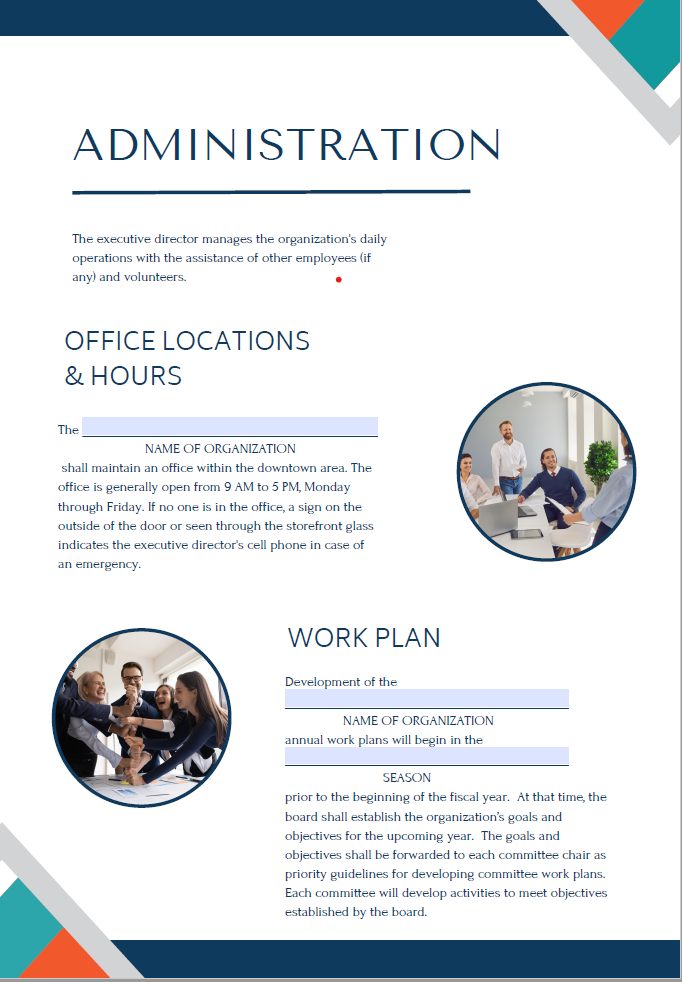 ADMINISTRATION
The executive director manages the organization's daily
operations with the assistance of other employees (if
any) and volunteers.
OFFICE LOCATIONS
& HOURS
The
NAME OF ORGANIZATION
shall maintain an office within the downtown area. The
office is generally open from 9 AM to 5 PM, Monday
through Friday. If no one is in the office, a sign on the
outside of the door or seen through the storefront glass
indicates the executive director's cell phone in case of
an emergency.
WORK PLAN
Development of the
NAME OF ORGANIZATION
annual work plans will begin in the
SEASON
prior to the beginning of the fiscal year.  At that time, the
board shall establish the organization's goals and
objectives for the upcoming year.  The goals and
objectives shall be forwarded to each committee chair as
priority guidelines for developing committee work plans.
Each committee will develop activities to meet objectives
established by the board.